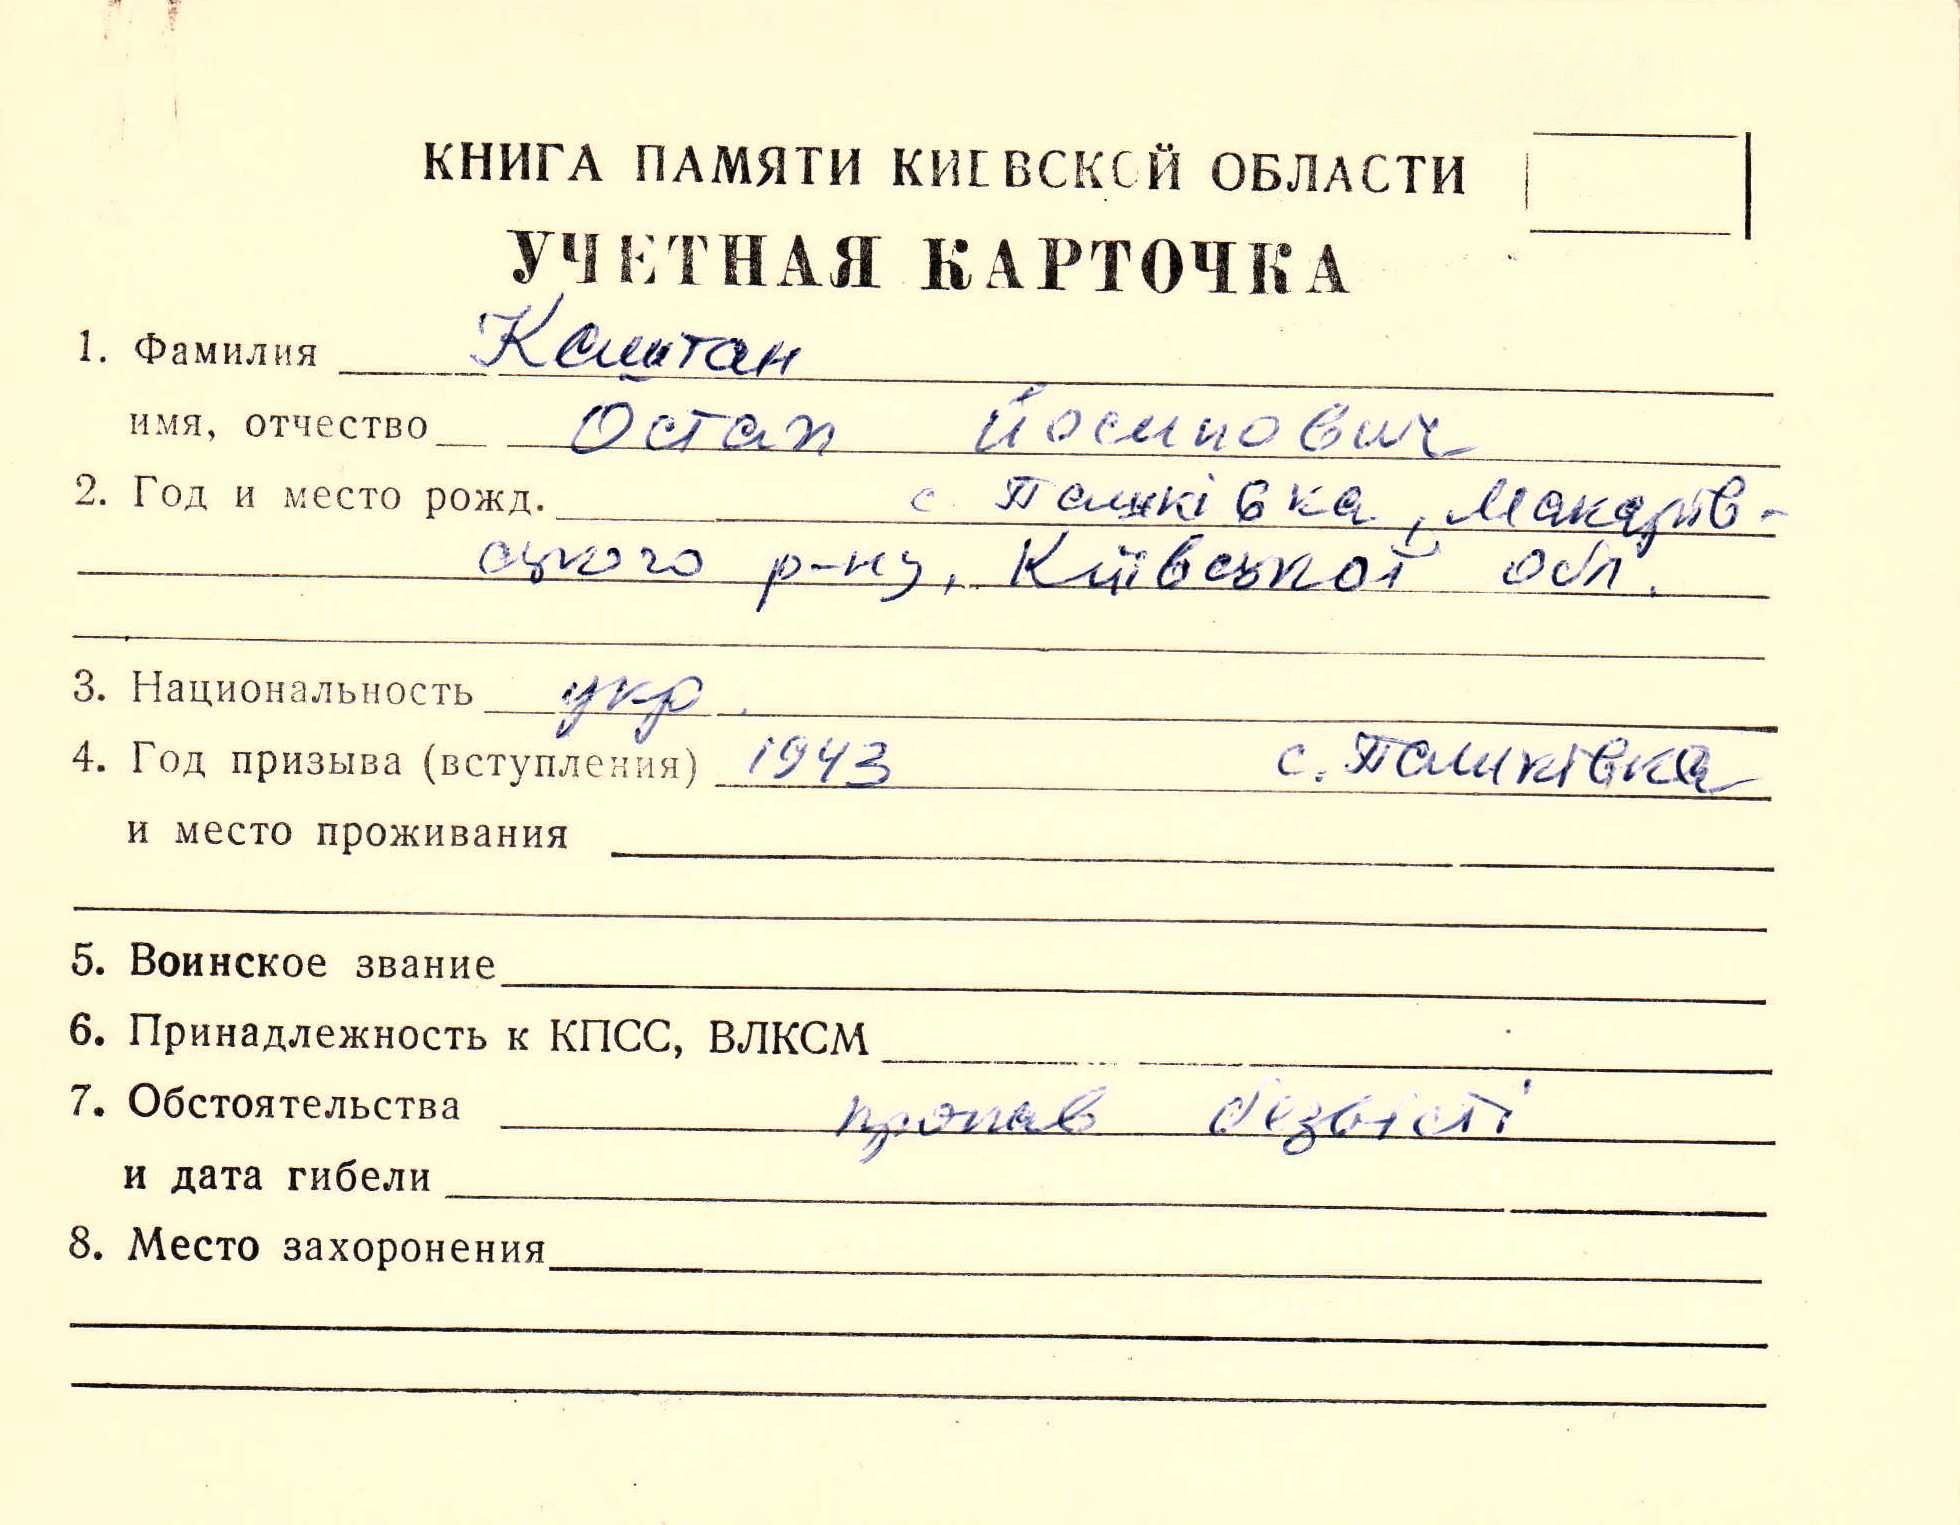 КНИГА ПАМЯТИ КИЕВСКОЙ ОБЛАСТИ
УЧЕТНАЯ КАРТОЧКА
1. Фамилия Каштан
имя, отчество Остап Йосипович
2. Год и место рожд. с. Пашківка, Макарів-
ського р-ну, Київської обл.
3. Национальность укр.
4. Год призыва (вступления) 1943 с. Пашківка
и место проживания
5. Воинское звание
6. Принадлежность к КПСС, ВЛКСМ
7. Обстоятельства пропав безвісті
и дата гибели
8. Место захоронения